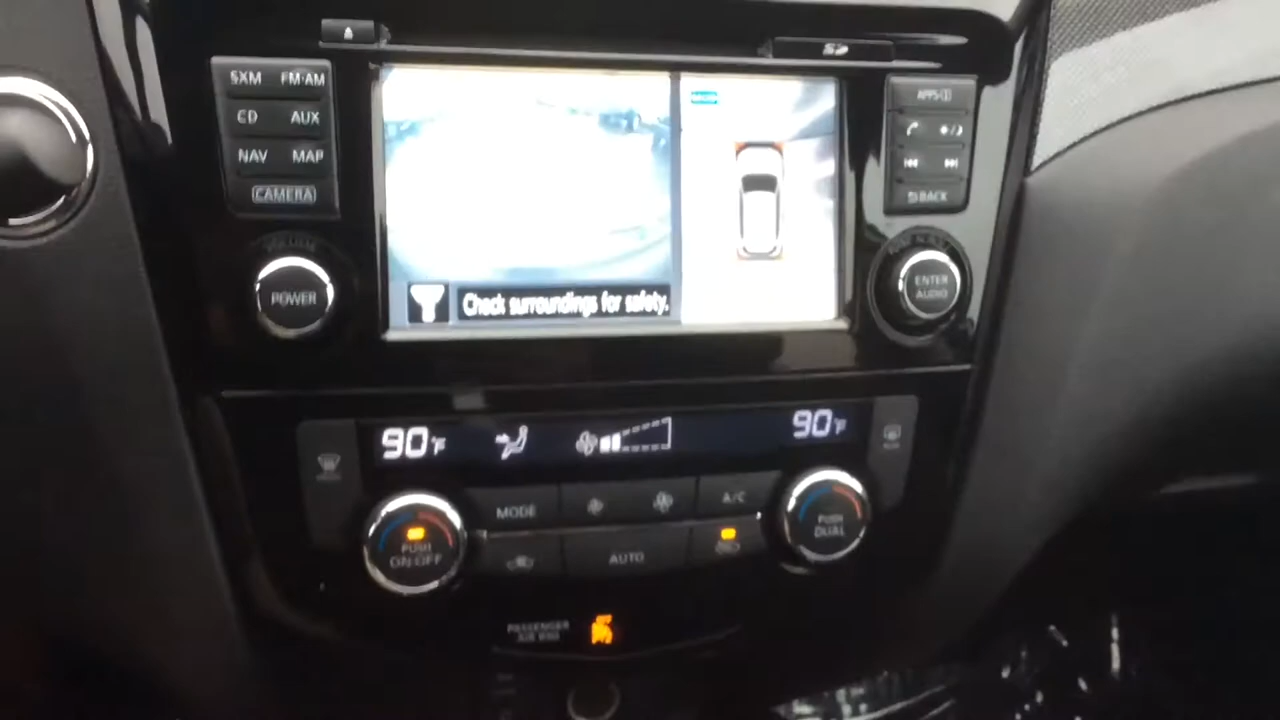 SXM FM·AM
CD AUX
NAV MAP
CAMERA
VOLUME
POWER
Check surroundings for safety.
APPS
BACK
ENTER
AUDIO
90°F
90°F
MODE
A/C
PUSH
ON·OFF
AUTO
PUSH
DUAL
PASSENGER
AIR BAG